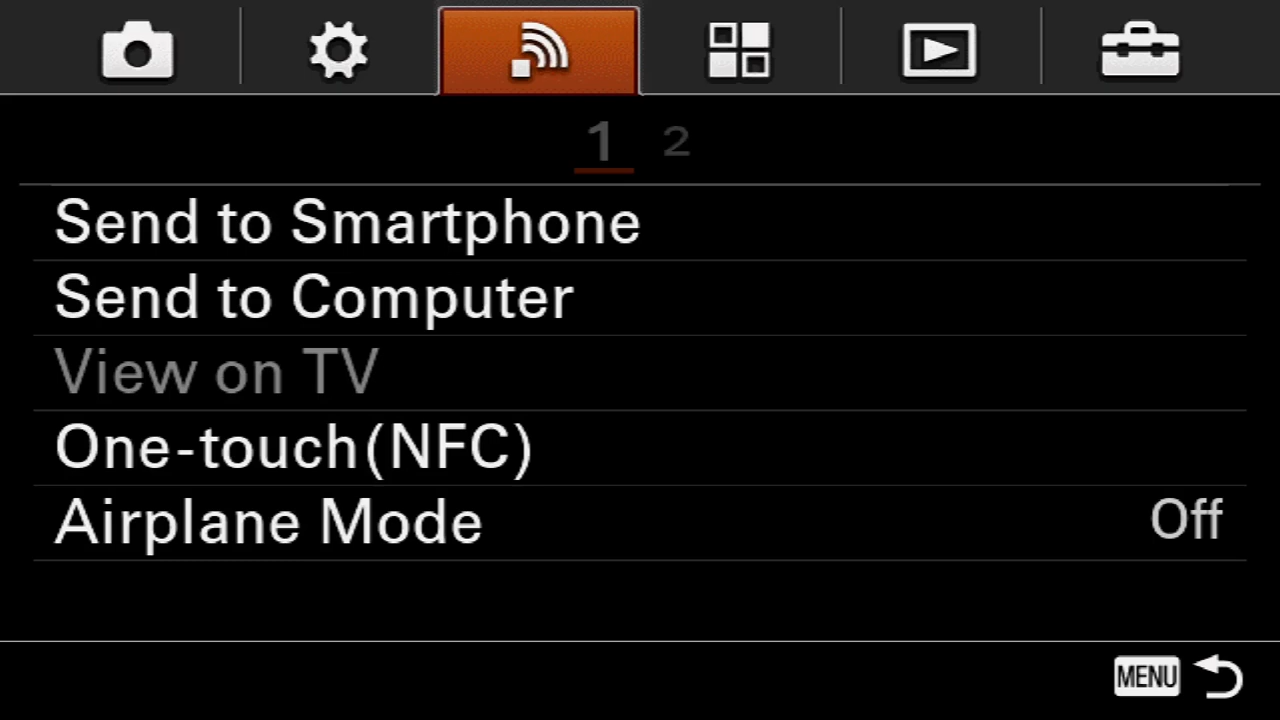 1 2
Send to Smartphone
Send to Computer
View on TV
One-touch(NFC)
Airplane Mode Off
MENU